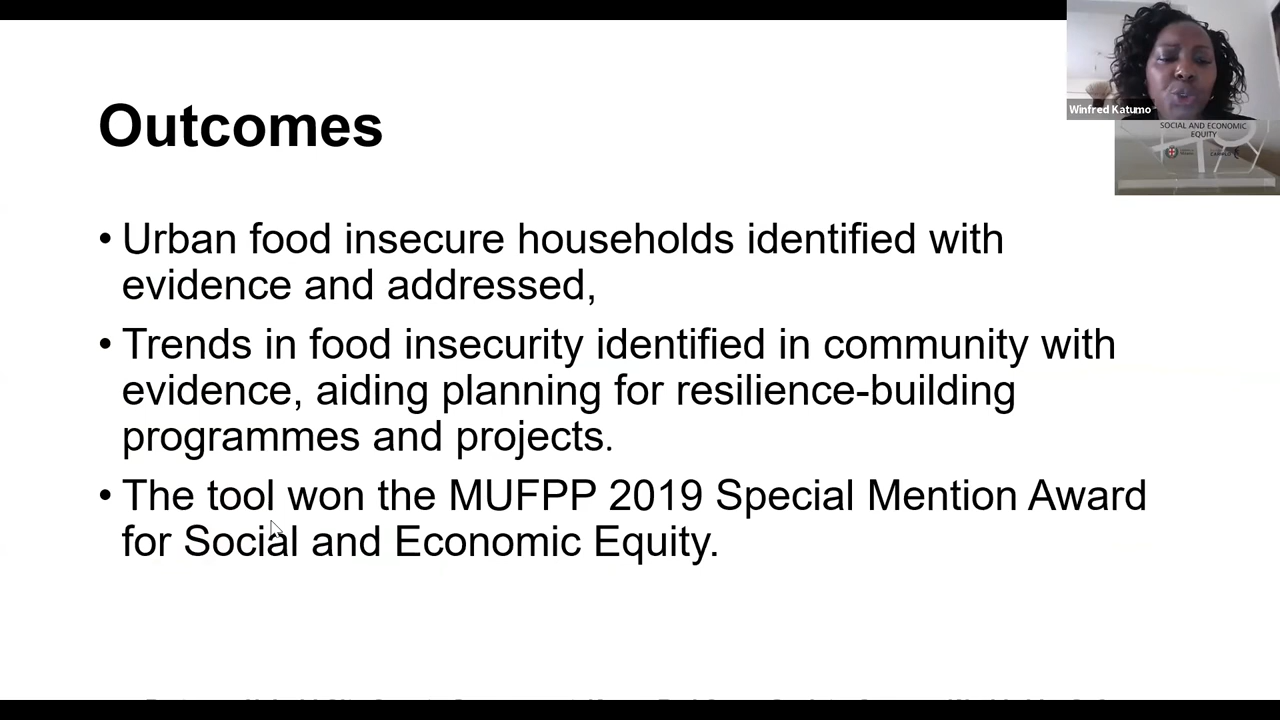 Outcomes
Winfred Katumo
SOCIAL AND ECONOMIC
EQUITY
• Urban food insecure households identified with
evidence and addressed,
• Trends in food insecurity identified in community with
evidence, aiding planning for resilience-building
programmes and projects.
• The tool won the MUFPP 2019 Special Mention Award
for Social and Economic Equity.